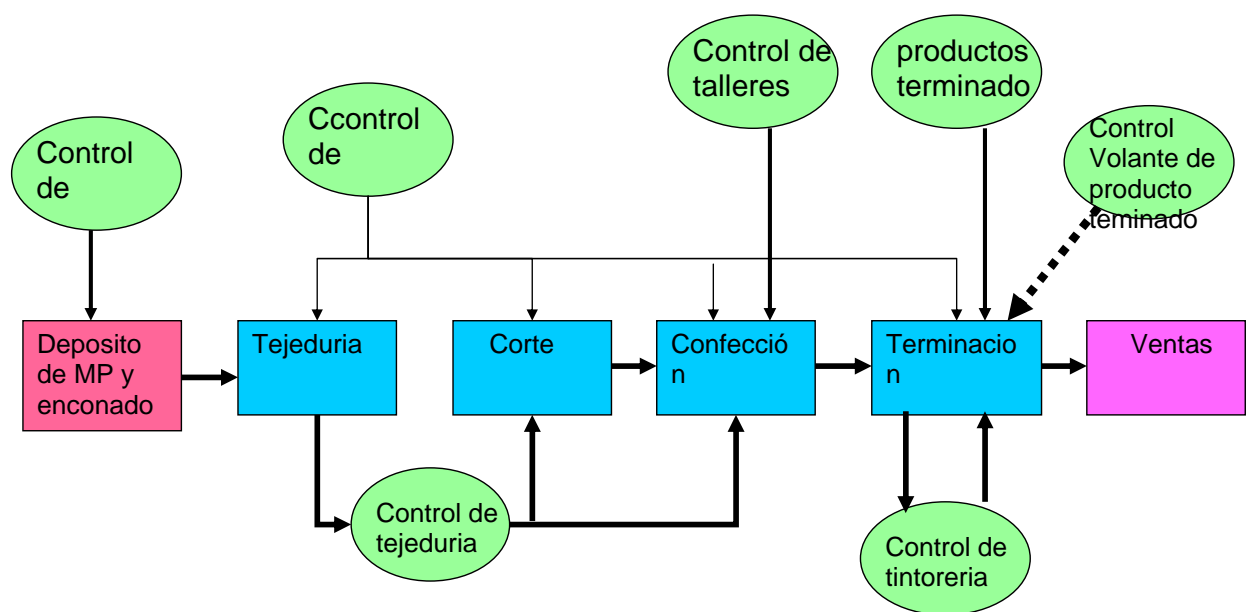 Control de
talleres
productos
terminado
Ccontrol
de
Control
Volante de
producto
teminado
Control
de
Deposito
de MP y
enconado
Tejeduria
Corte
Confecció
n
Terminacio
n
Ventas
Control de
tejeduria
Control de
tintoreria